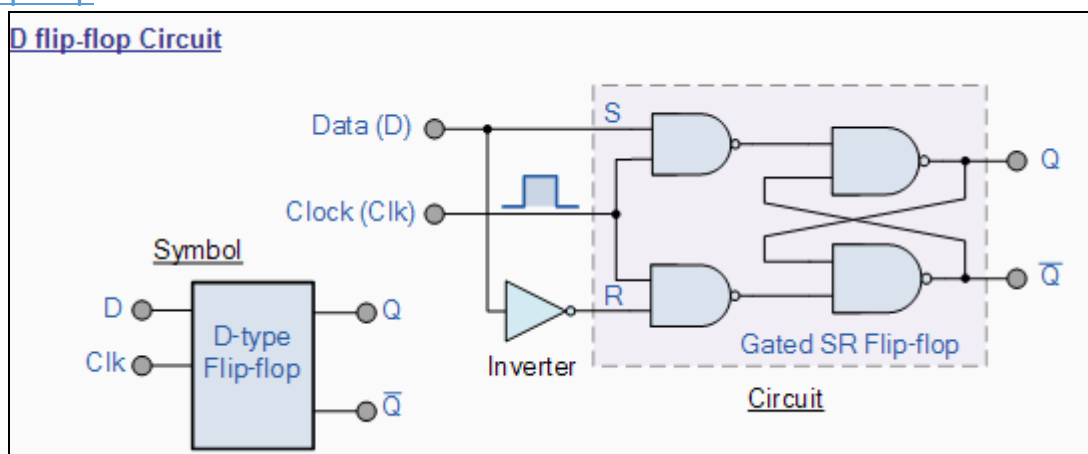 D flip-flop Circuit
Data (D)
S
Q
Clock (Clk)
Symbol
D
Q
R
Q̅
D-type
Flip-flop
Clk
Inverter
Gated SR Flip-flop
Q̅
Circuit